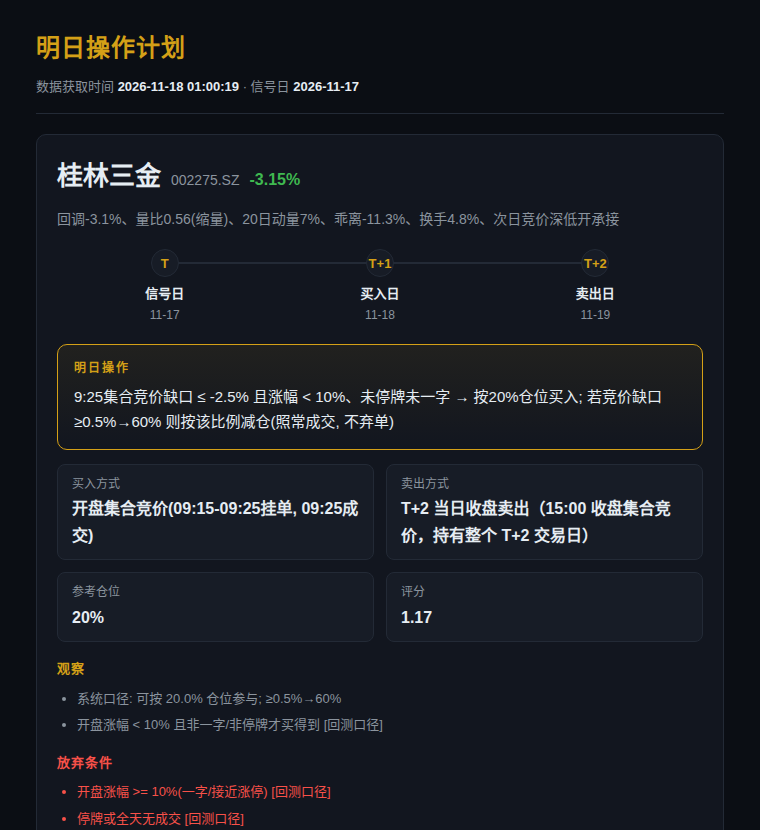 明日操作计划
数据获取时间 2026-11-18 01:00:19 · 信号日 2026-11-17
桂林三金 002275.SZ -3.15%
回调-3.1%、量比0.56(缩量)、20日动量7%、乖离-11.3%、换手4.8%、次日竞价深低开承接
T T+1 T+2
信号日 买入日 卖出日
11-17 11-18 11-19
明日操作
9:25集合竞价缺口 ≤ -2.5% 且涨幅 < 10%、未停牌未一字 → 按20%仓位买入; 若竞价缺口
≥0.5%→60% 则按该比例减仓(照常成交, 不弃单)
买入方式
开盘集合竞价(09:15-09:25挂单, 09:25成
交)
卖出方式
T+2 当日收盘卖出（15:00 收盘集合竞
价，持有整个 T+2 交易日）
参考仓位
20%
评分
1.17
观察
• 系统口径: 可按 20.0% 仓位参与; ≥0.5%→60%
• 开盘涨幅 < 10% 且非一字/非停牌才买得到 [回测口径]
放弃条件
• 开盘涨幅 >= 10%(一字/接近涨停) [回测口径]
• 停牌或全天无成交 [回测口径]